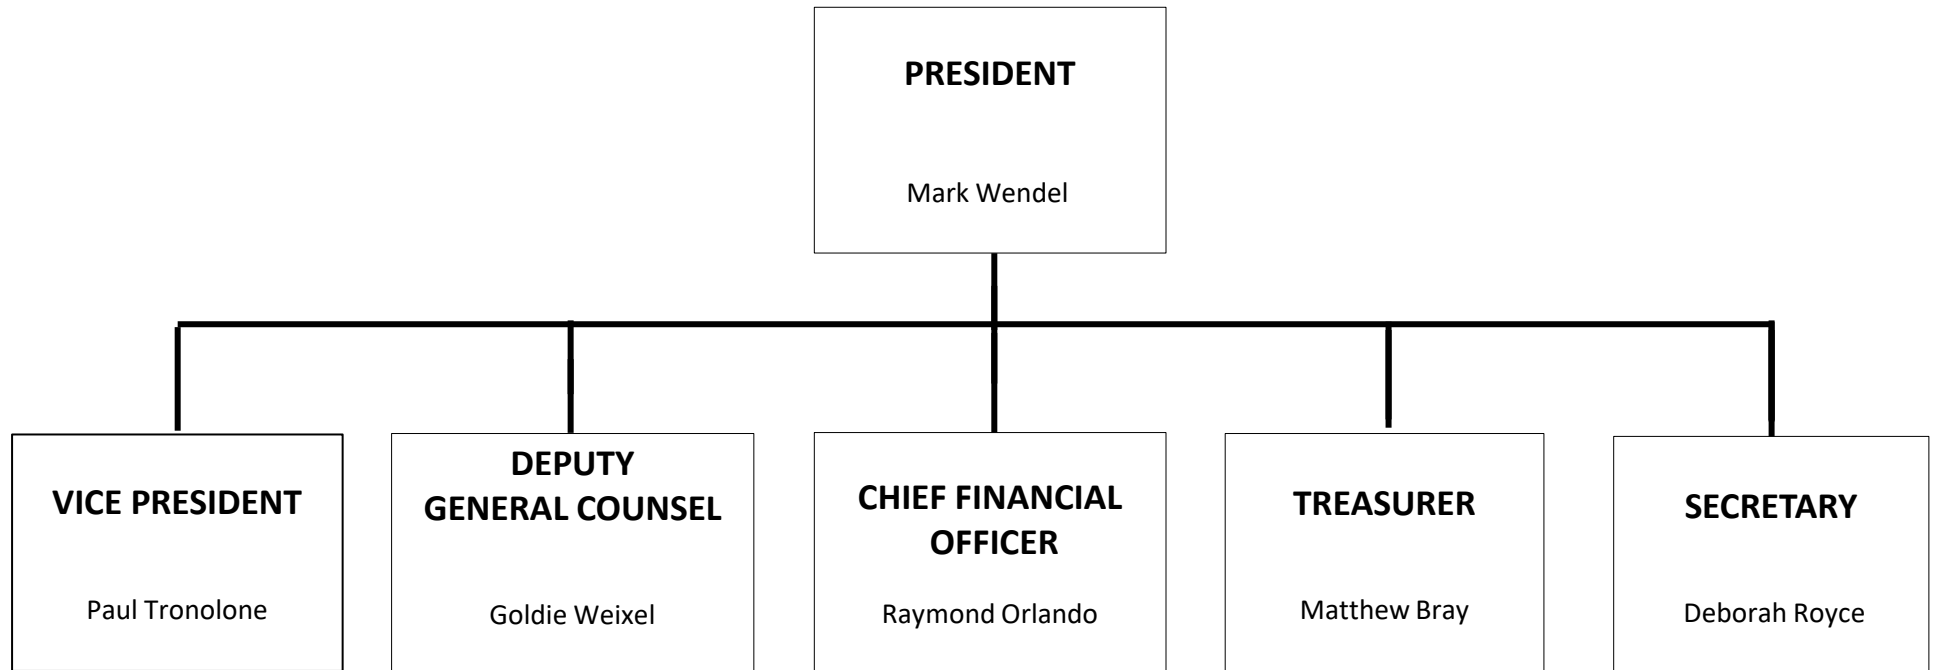 PRESIDENT
Mark Wendel
VICE PRESIDENT
Paul Tronolone
DEPUTY
GENERAL COUNSEL
Goldie Weixel
CHIEF FINANCIAL
OFFICER
Raymond Orlando
TREASURER
Matthew Bray
SECRETARY
Deborah Royce